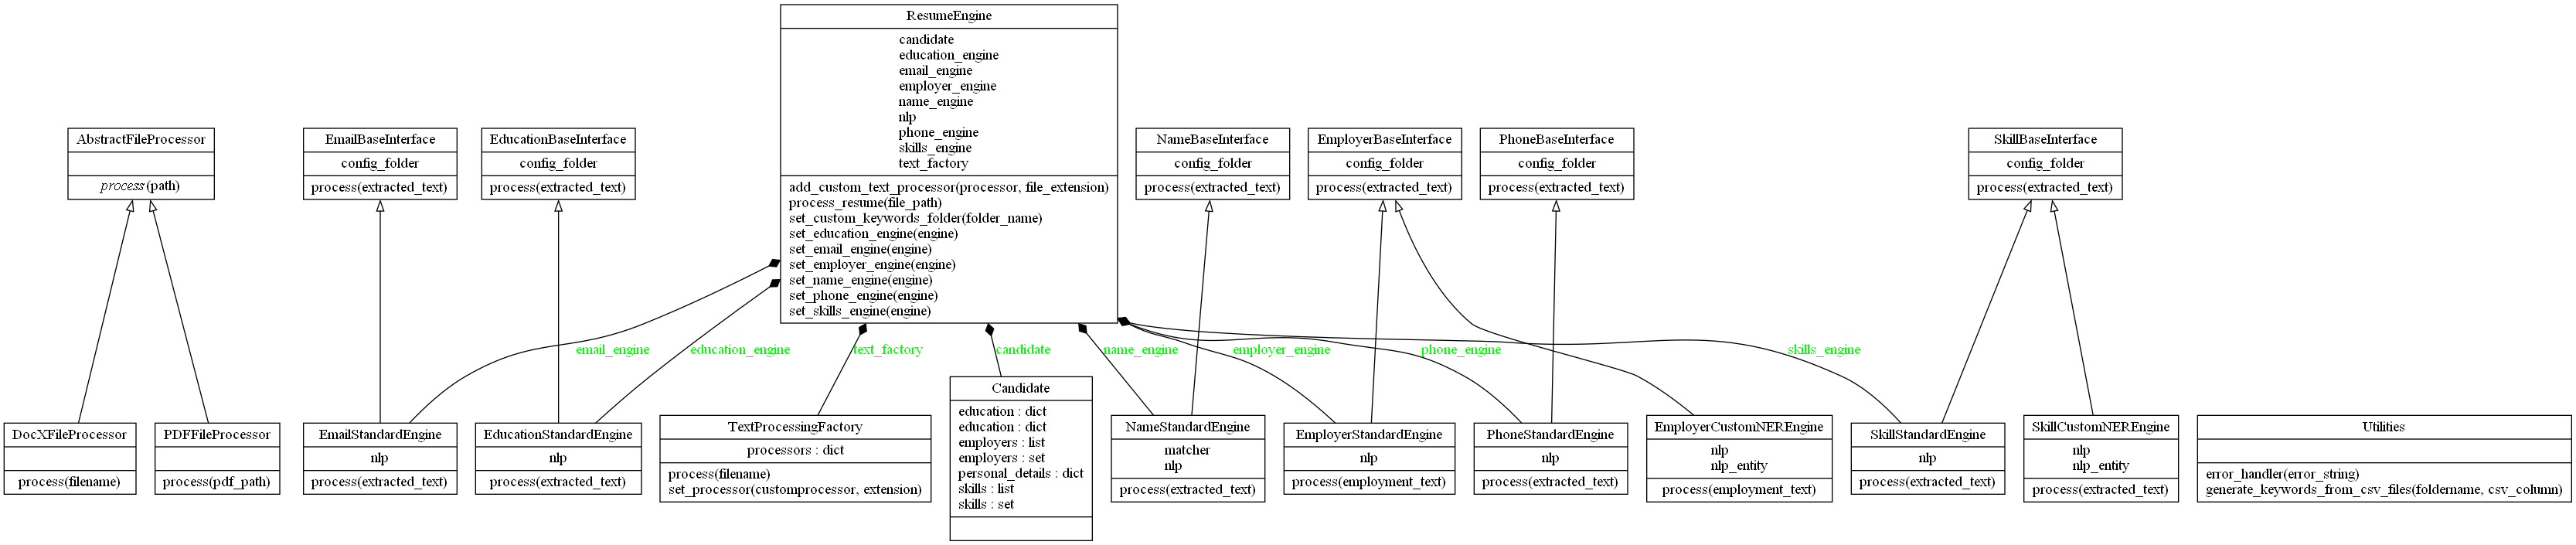 ResumeEngine
candidate
education_engine
email_engine
employer_engine
name_engine
nlp
phone_engine
skills_engine
text_factory
add_custom_text_processor(processor, file_extension)
process_resume(file_path)
set_custom_keywords_folder(folder_name)
set_education_engine(engine)
set_email_engine(engine)
set_employer_engine(engine)
set_name_engine(engine)
set_phone_engine(engine)
set_skills_engine(engine)
AbstractFileProcessor
process(path)
EmailBaseInterface
config_folder
process(extracted_text)
EducationBaseInterface
config_folder
process(extracted_text)
NameBaseInterface
config_folder
process(extracted_text)
EmployerBaseInterface
config_folder
process(extracted_text)
PhoneBaseInterface
config_folder
process(extracted_text)
SkillBaseInterface
config_folder
process(extracted_text)
email_engine
education_engine
text_factory
candidate
name_engine
employer_engine
phone_engine
skills_engine
DocXFileProcessor
process(filename)
PDFFileProcessor
process(pdf_path)
EmailStandardEngine
nlp
process(extracted_text)
EducationStandardEngine
nlp
process(extracted_text)
TextProcessingFactory
processors : dict
process(filename)
set_processor(customprocessor, extension)
Candidate
education : dict
education : dict
employers : list
employers : set
personal_details : dict
skills : list
skills : set
NameStandardEngine
matcher
nlp
process(extracted_text)
EmployerStandardEngine
nlp
process(employment_text)
PhoneStandardEngine
nlp
process(extracted_text)
EmployerCustomNEREngine
nlp
nlp_entity
process(employment_text)
SkillStandardEngine
nlp
process(extracted_text)
SkillCustomNEREngine
nlp
nlp_entity
process(extracted_text)
Utilities
error_handler(error_string)
generate_keywords_from_csv_files(foldername, csv_column)